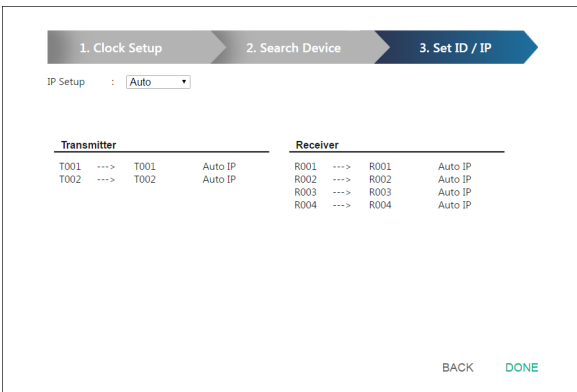 1. Clock Setup 2. Search Device 3. Set ID / IP
IP Setup : Auto
Transmitter
T001 ---> T001 Auto IP
T002 ---> T002 Auto IP
Receiver
R001 ---> R001 Auto IP
R002 ---> R002 Auto IP
R003 ---> R003 Auto IP
R004 ---> R004 Auto IP
BACK DONE